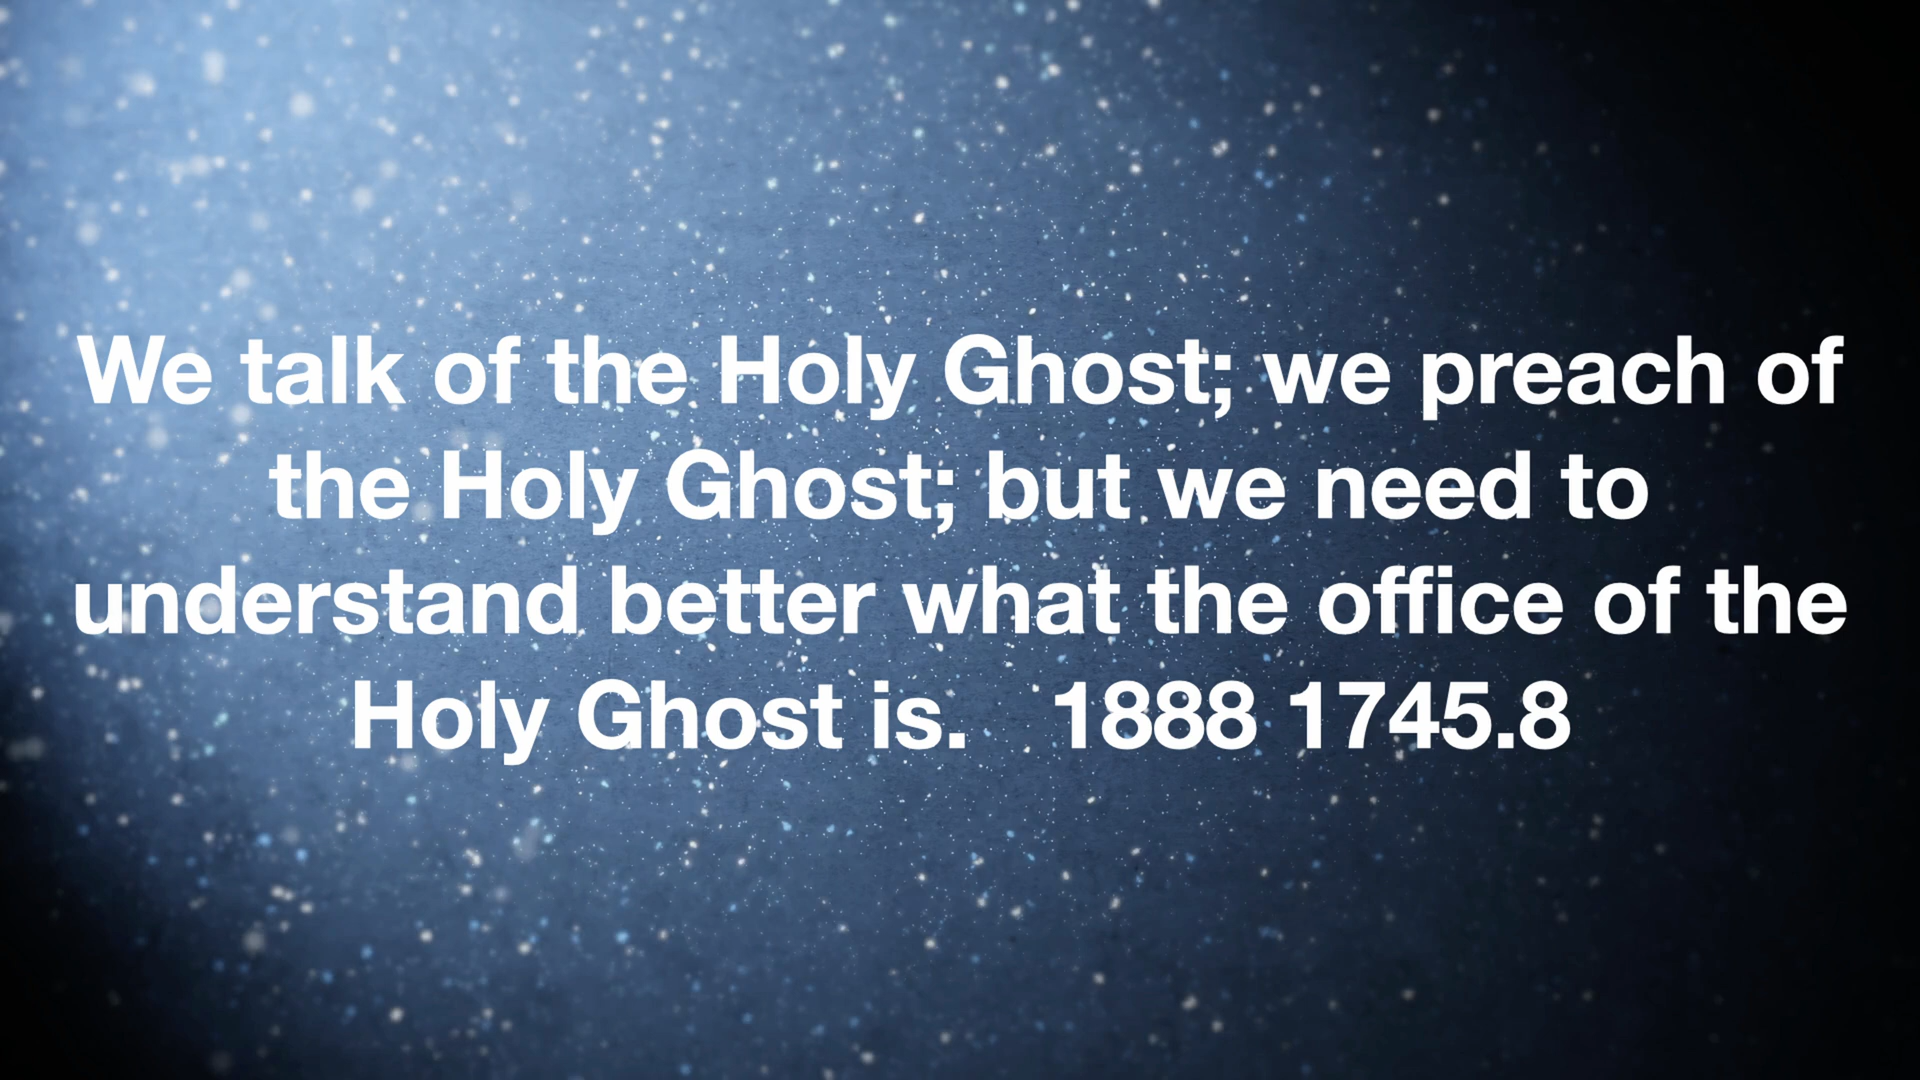 We talk of the Holy Ghost; we preach of
the Holy Ghost; but we need to
understand better what the office of the
Holy Ghost is. 1888 1745.8